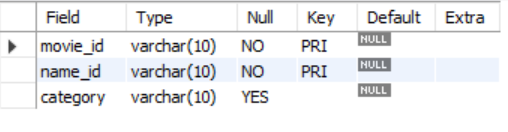 Field Type Null Key Default Extra
movie_id varchar(10) NO PRI NULL
name_id varchar(10) NO PRI NULL
category varchar(10) YES NULL